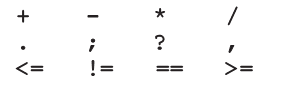 + - * /
. ; ? ,
<= != == >=